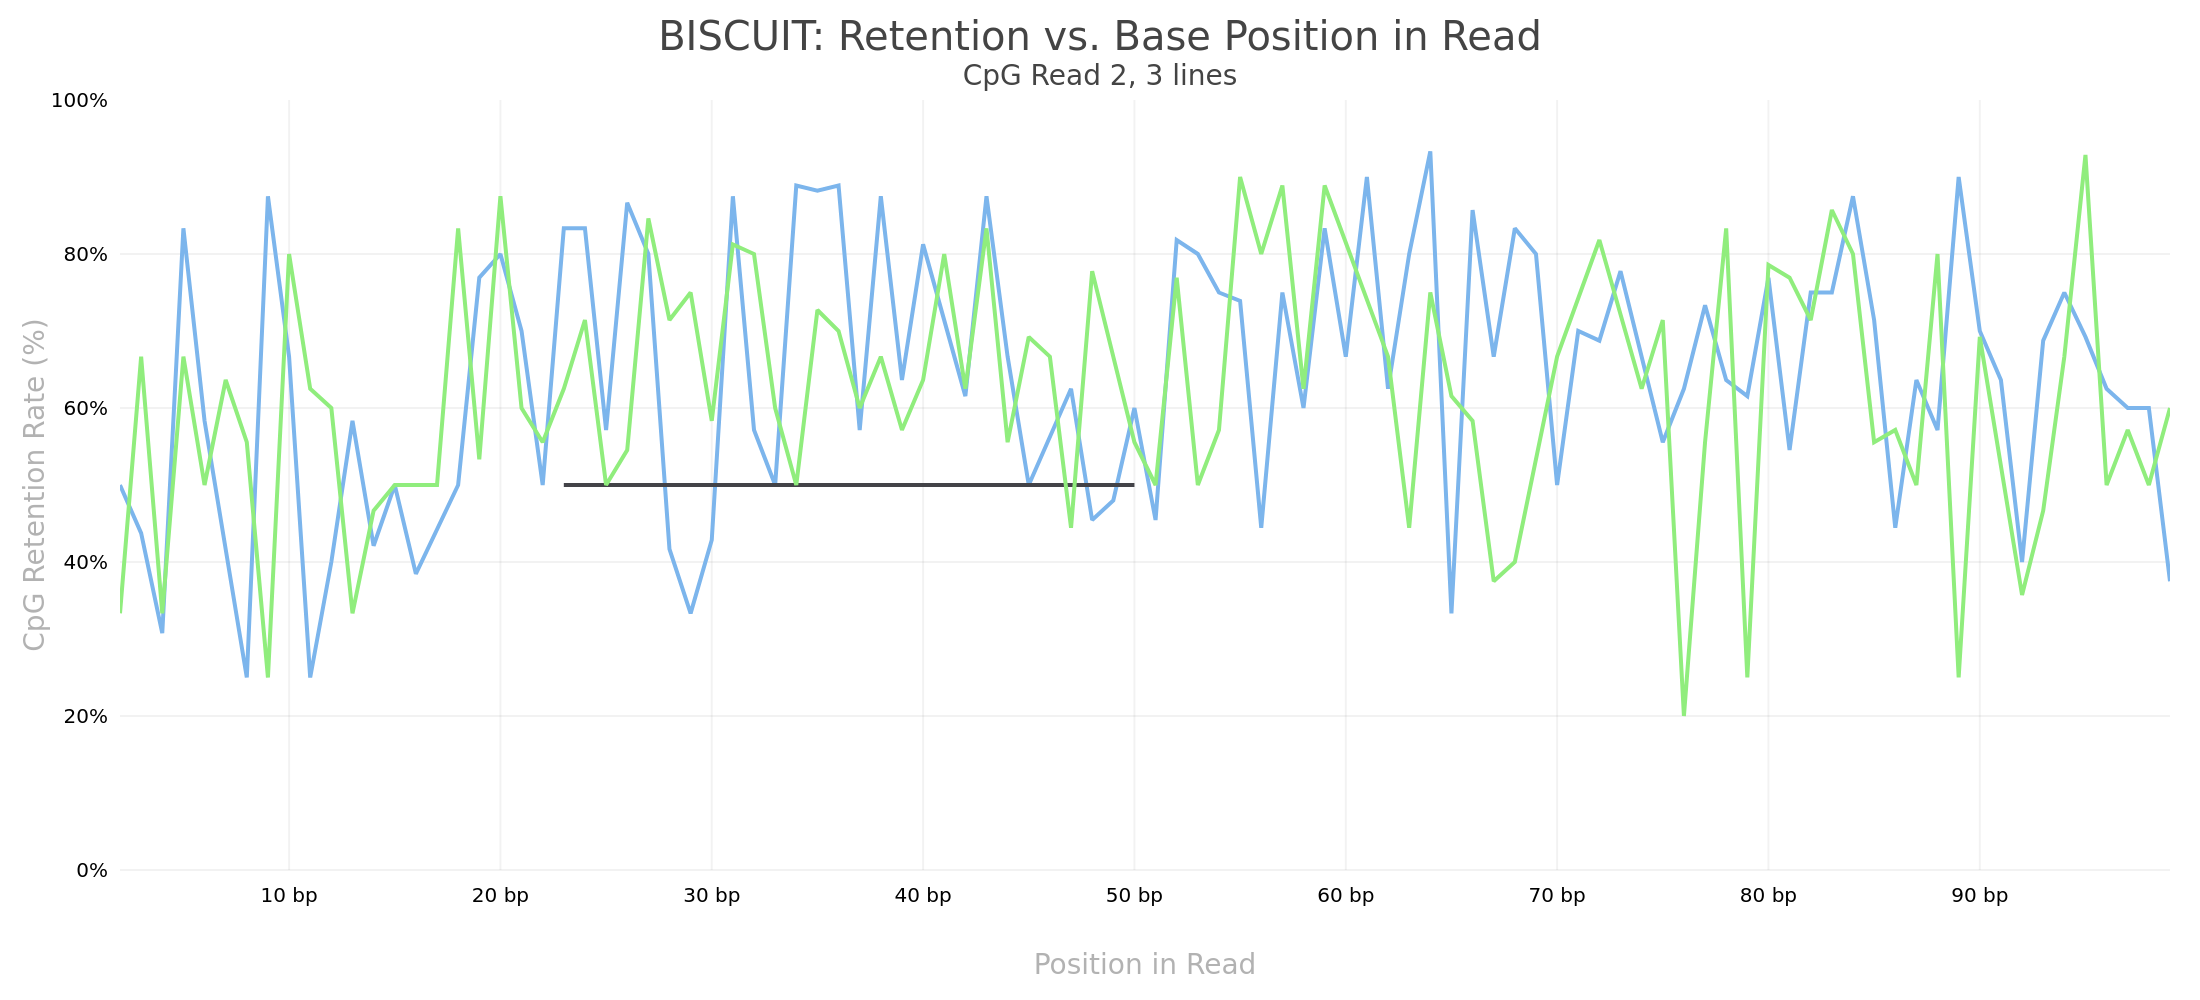 BISCUIT: Retention vs. Base Position in Read
CpG Read 2, 3 lines
CpG Retention Rate (%)
100%
80%
60%
40%
20%
0%
10 bp
20 bp
30 bp
40 bp
50 bp
60 bp
70 bp
80 bp
90 bp
Position in Read